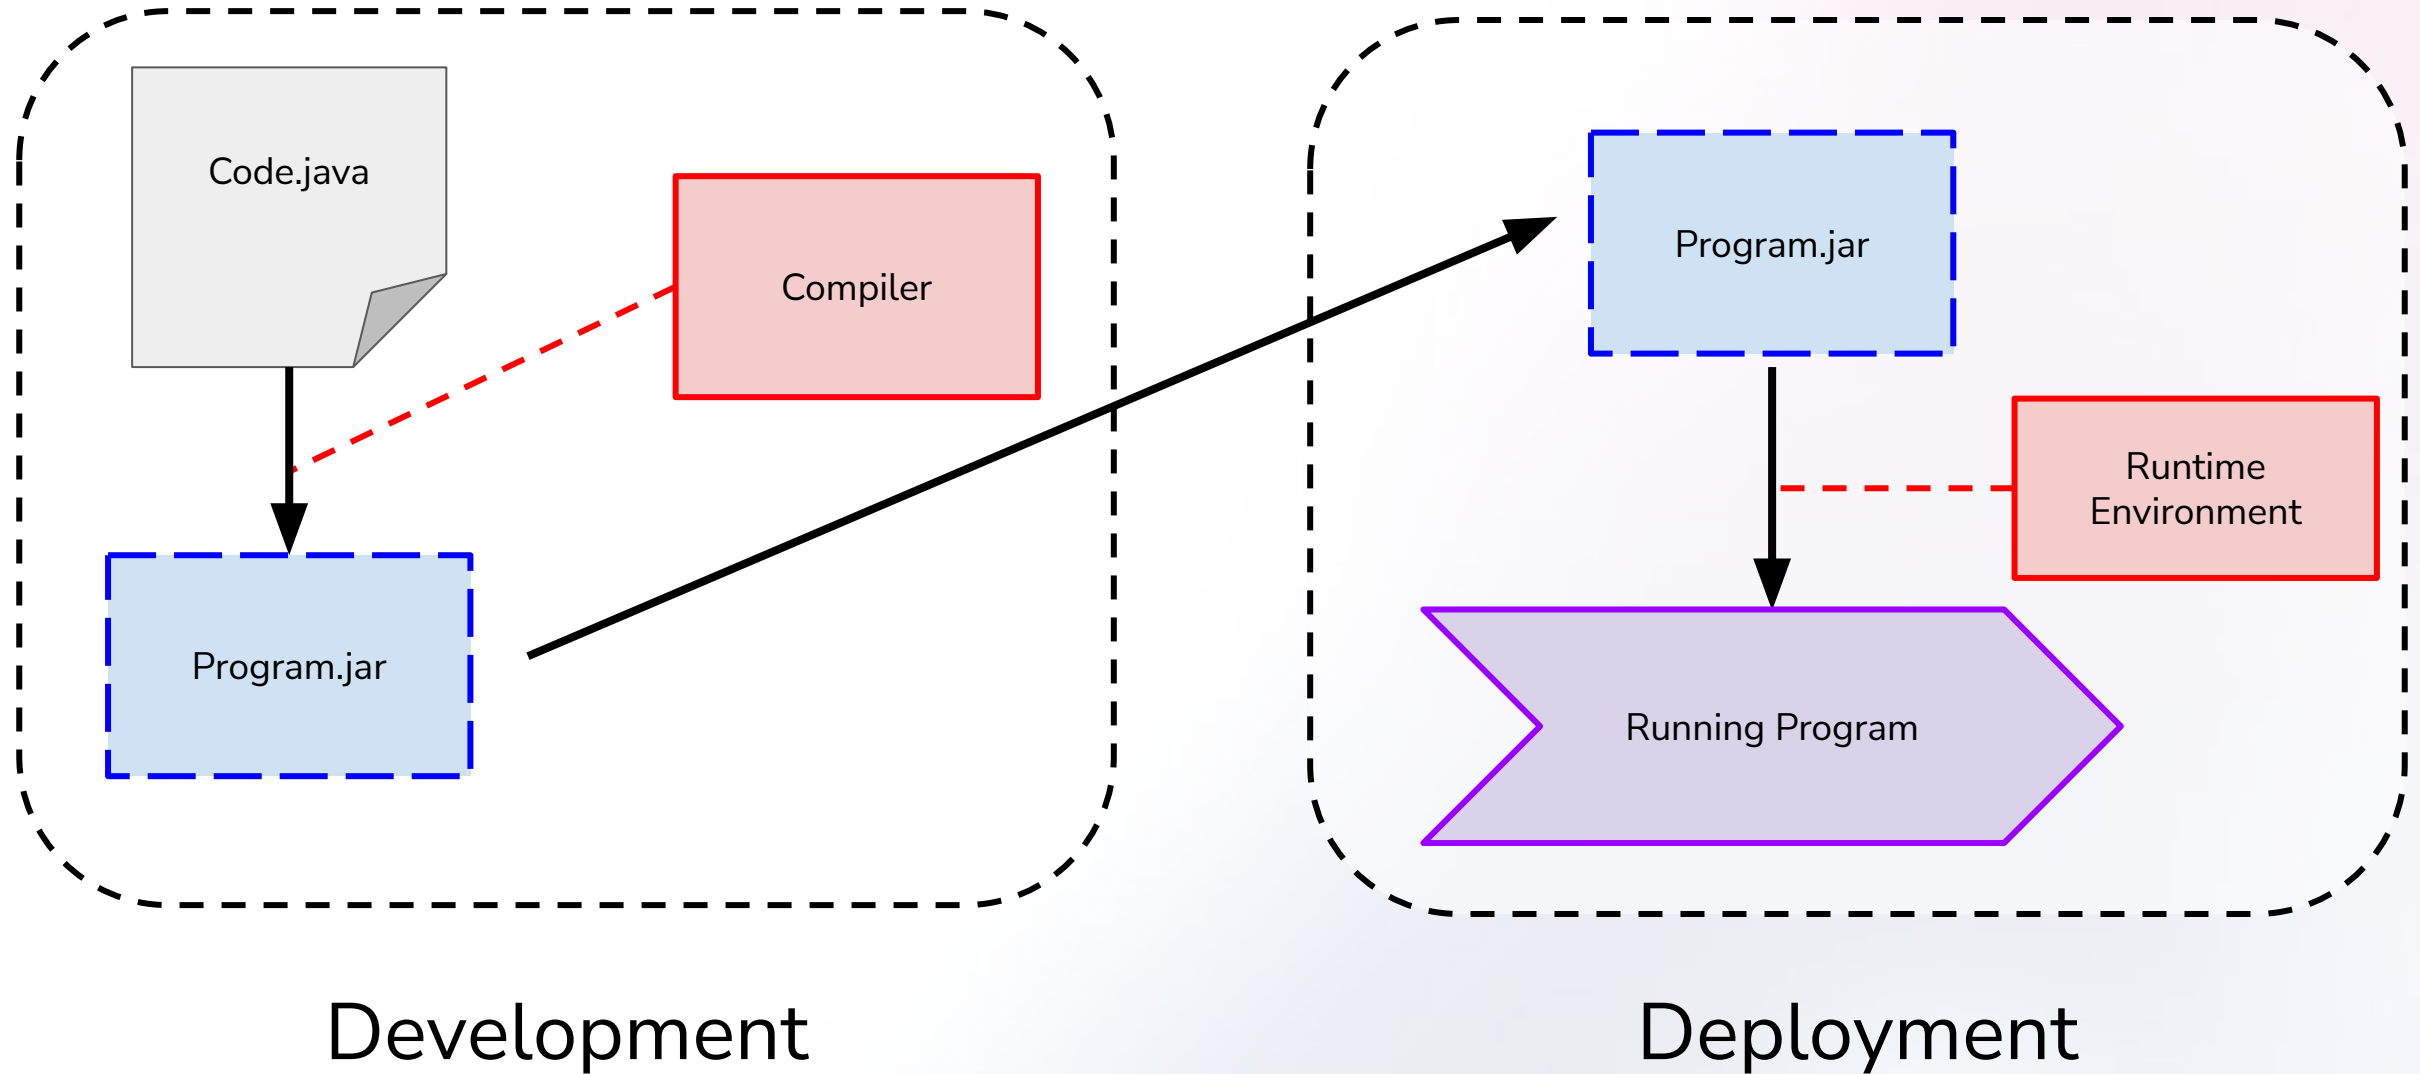 Code.java
Compiler
Program.jar
Development
Program.jar
Runtime
Environment
Running Program
Deployment